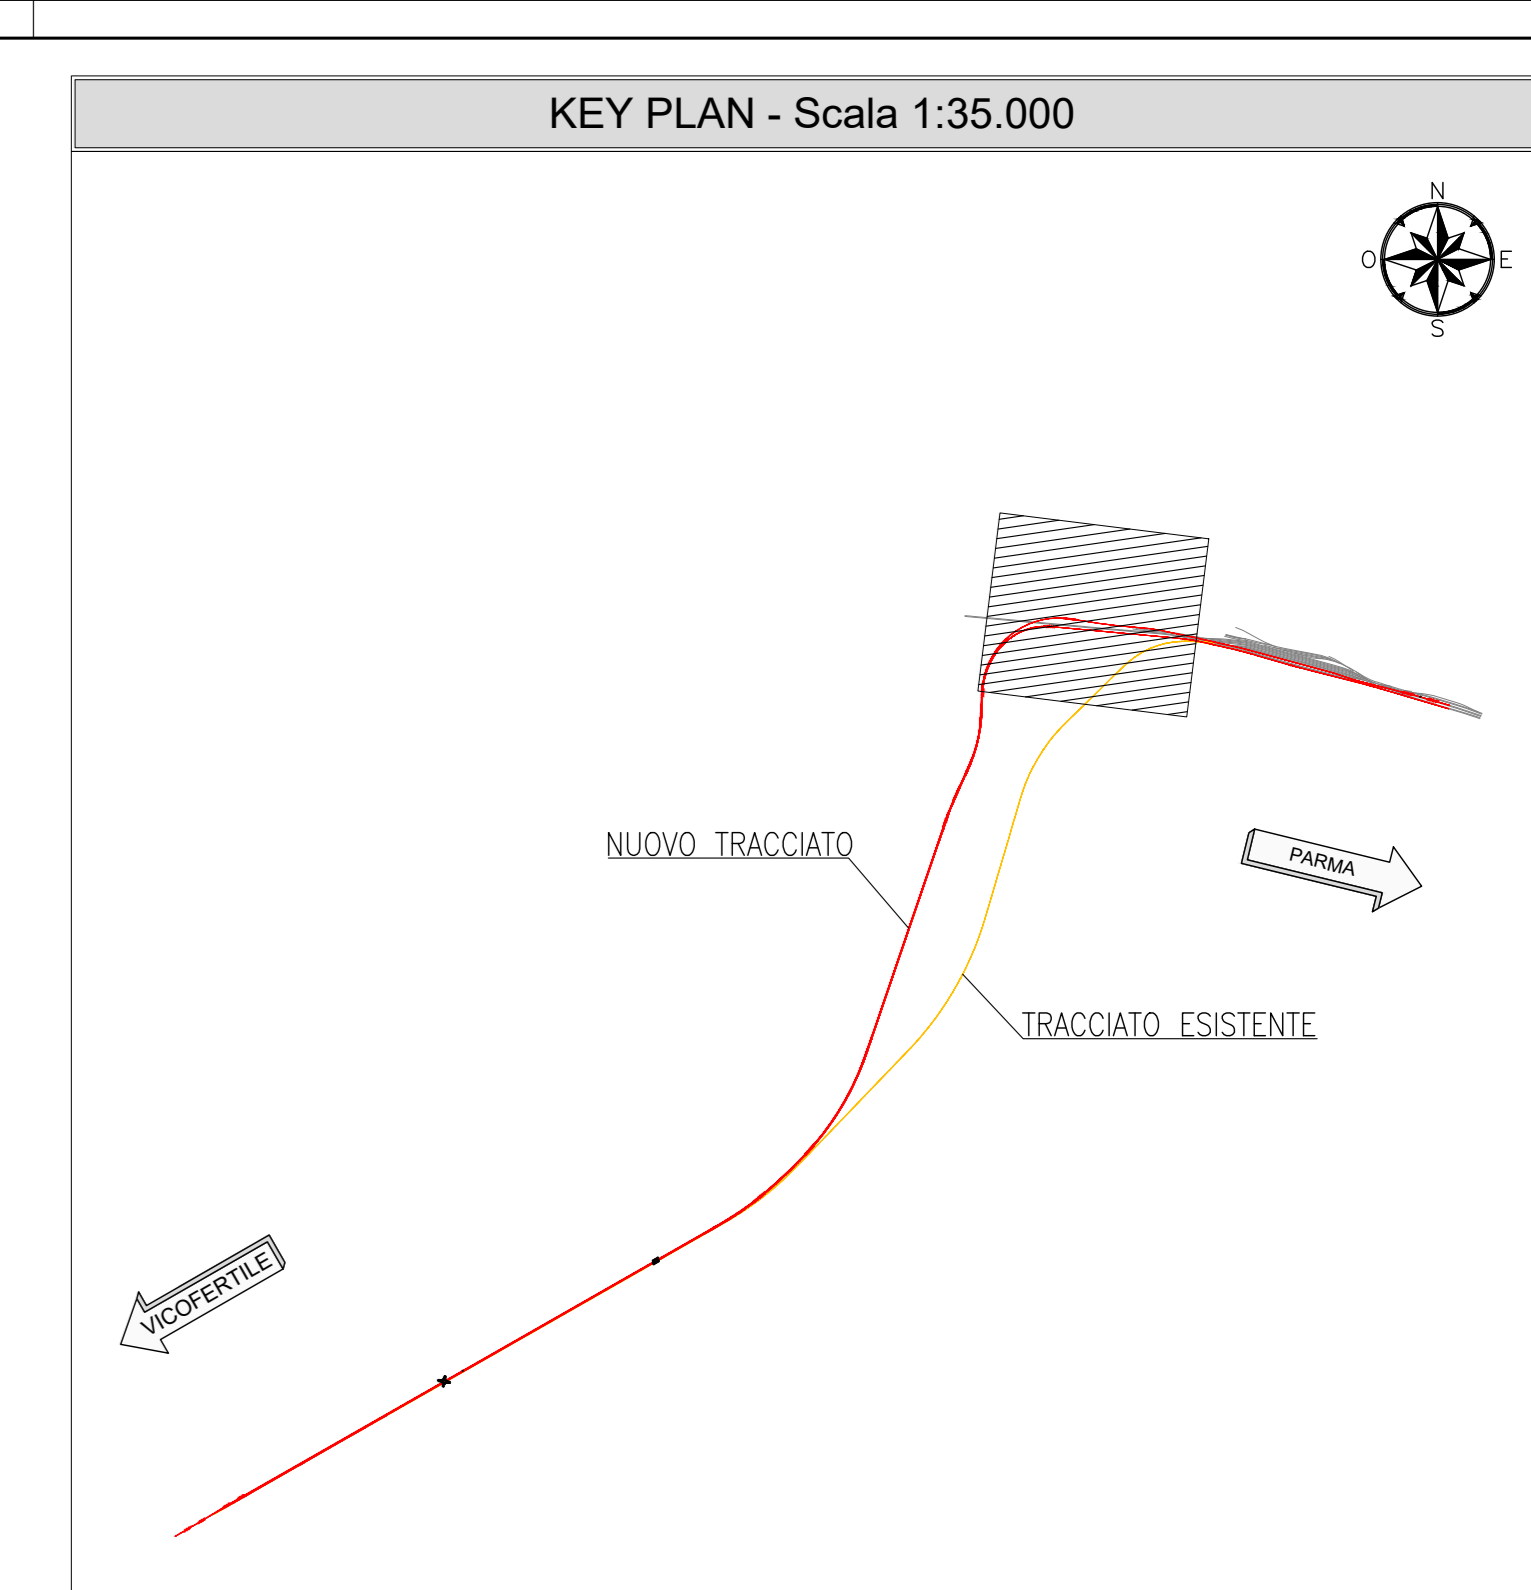 KEY PLAN - Scala 1:35.000
N
O
E
S
NUOVO TRACCIATO
PARMA
TRACCIATO ESISTENTE
VICOFERTILE